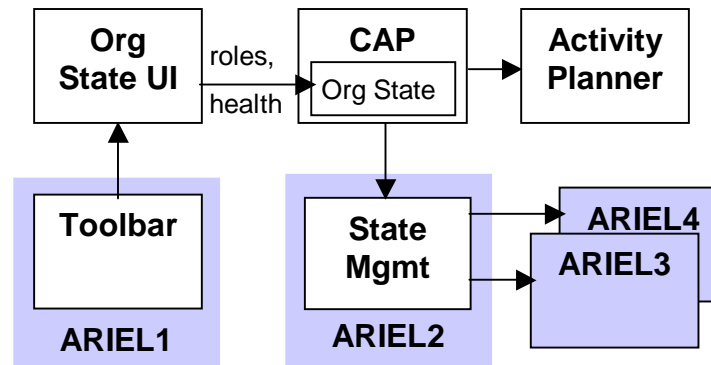 Org
State UI
roles,
health
CAP
Org State
Activity
Planner
Toolbar
ARIEL1
State
Mgmt
ARIEL2
ARIEL4
ARIEL3